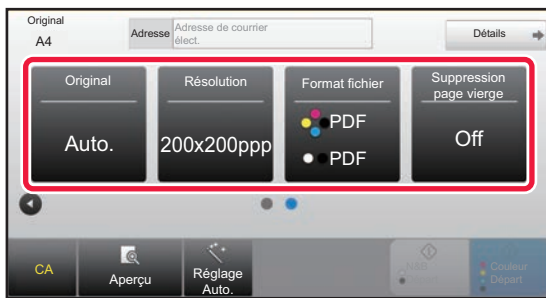 Original
A4
Adresse
Adresse de courrier
élect.
Détails
Original
Auto.
Résolution
200x200ppp
Format fichier
PDF
PDF
Suppression
page vierge
Off
CA
Aperçu
Réglage
Auto.
N&B
Départ
Couleur
Départ